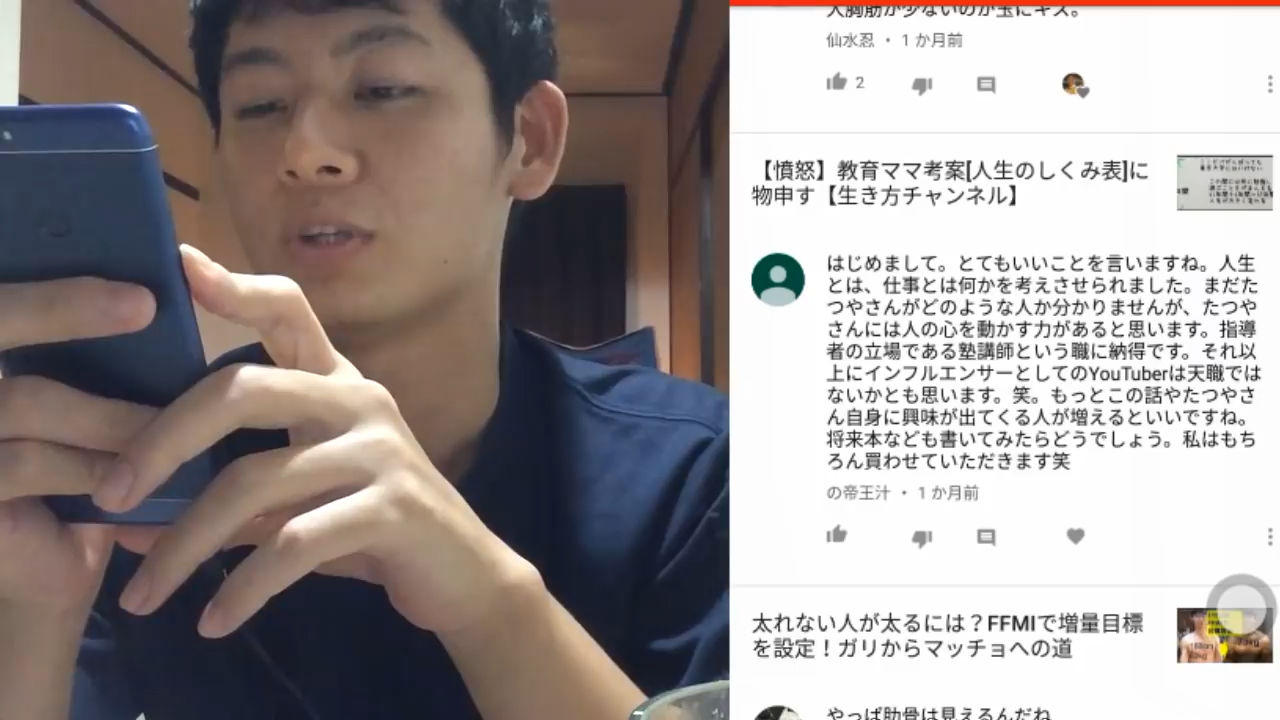 大胸筋が少ないのが玉にキズ。
仙水忍 ・ 1 か月前
2
【憤怒】教育ママ考案[人生のしくみ表]に
物申す【生き方チャンネル】
はじめまして。とてもいいことを言いますね。人生
とは、仕事とは何かを考えさせられました。まだた
つやさんがどのような人か分かりませんが、たつや
さんには人の心を動かす力があると思います。指導
者の立場である塾講師という職に納得です。それ以
上にインフルエンサーとしてのYouTuberは天職では
ないかとも思います。笑。もっとこの話やたつやさ
ん自身に興味が出てくる人が増えるといいですね。
将来本なども書いてみたらどうでしょう。私はもち
ろん買わせていただきます笑
の帝王汁 ・ 1 か月前
太れない人が太るには？FFMIで増量目標
を設定！ガリからマッチョへの道
やっぱ肋骨は見えるんだね